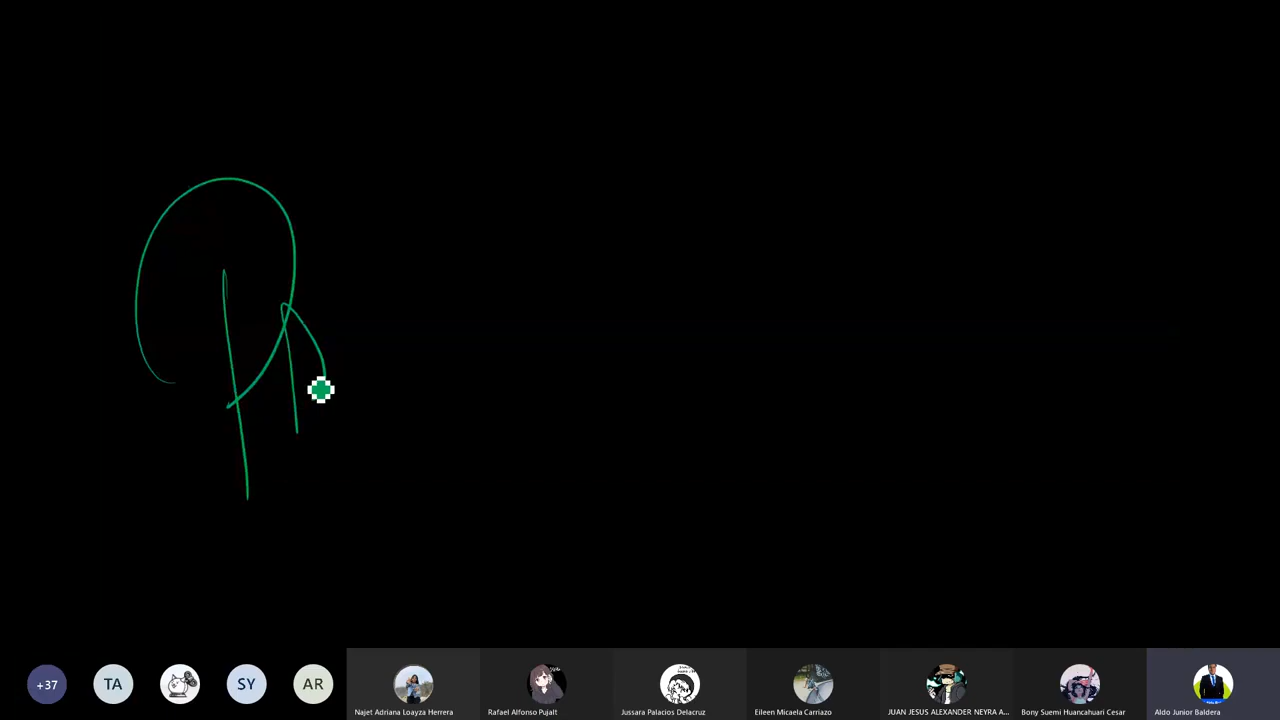 +37
TA
SY
AR
Najet Adriana Loayza Herrera
Rafael Alfonso Pujalt
Jussara Palacios Delacruz
Eileen Micaela Carriazo
JUAN JESUS ALEXANDER NEYRA A...
Bony Suemi Huancahuari Cesar
Aldo Junior Baldera